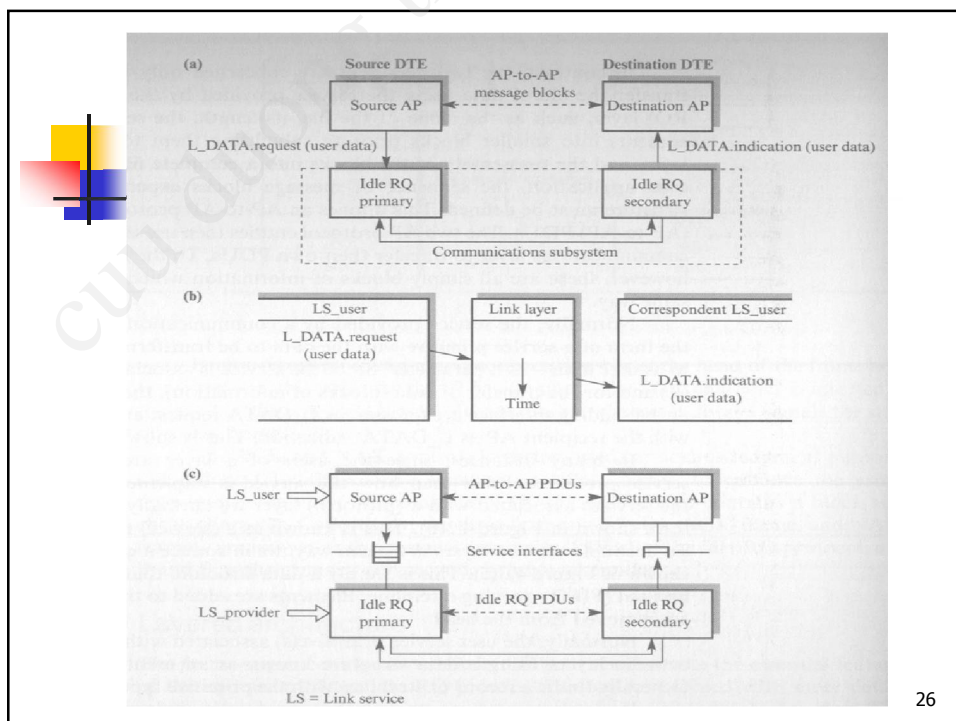 (a)
Source DTE
Destination DTE
Source AP
AP-to-AP
message blocks
Destination AP
L_DATA.request (user data)
L_DATA.indication (user data)
Idle RQ
primary
Idle RQ
secondary
Communications subsystem
(b)
LS_user
Link layer
Correspondent LS_user
L_DATA.request
(user data)
L_DATA.indication
(user data)
Time
(c)
LS_user
Source AP
AP-to-AP PDUs
Destination AP
Service interfaces
LS_provider
Idle RQ
primary
Idle RQ PDUs
Idle RQ
secondary
LS = Link service
26